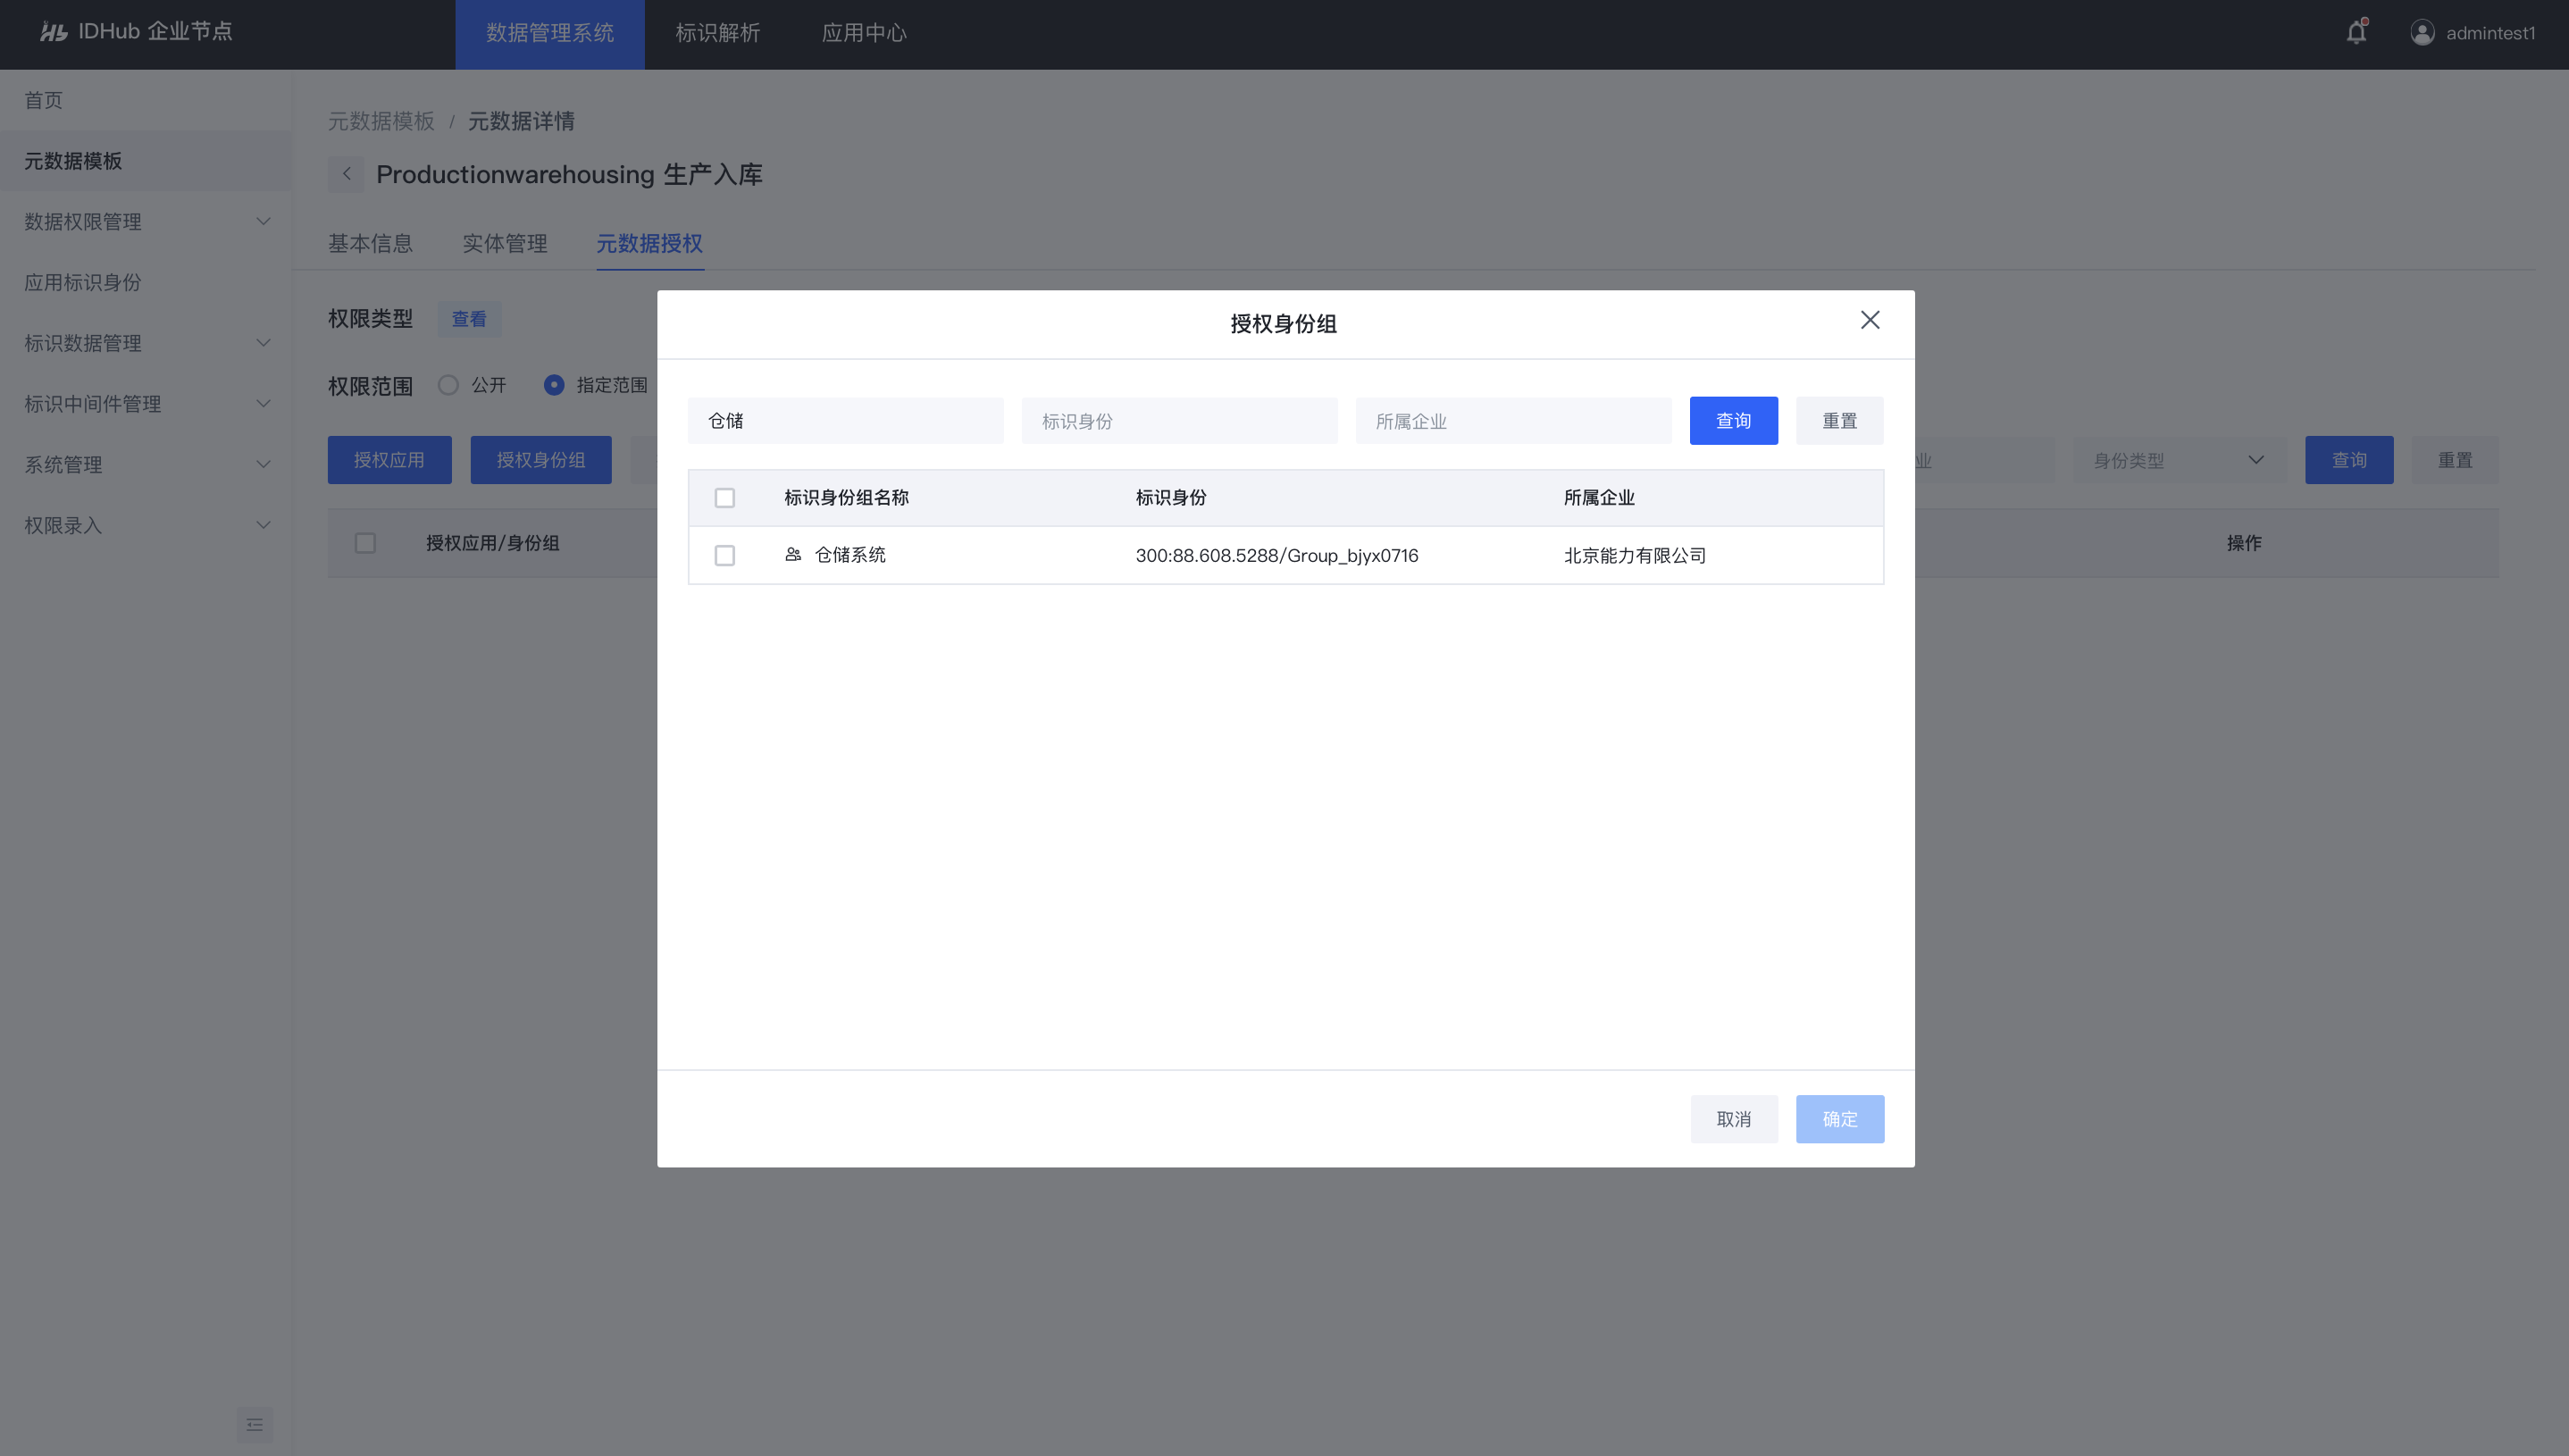 IDHub 企业节点
数据管理系统
标识解析
应用中心
admintest1
首页
元数据模板
数据权限管理
应用标识身份
标识数据管理
标识中间件管理
系统管理
权限录入
元数据模板 / 元数据详情
Productionwarehousing 生产入库
基本信息
实体管理
元数据授权
权限类型 查看
权限范围 公开 指定范围
授权应用 授权身份组 业 身份类型 查询 重置
授权应用/身份组 操作
授权身份组
仓储 标识身份 所属企业 查询 重置
标识身份组名称 标识身份 所属企业
仓储系统 300:88.608.5288/Group_bjyx0716 北京能力有限公司
取消 确定